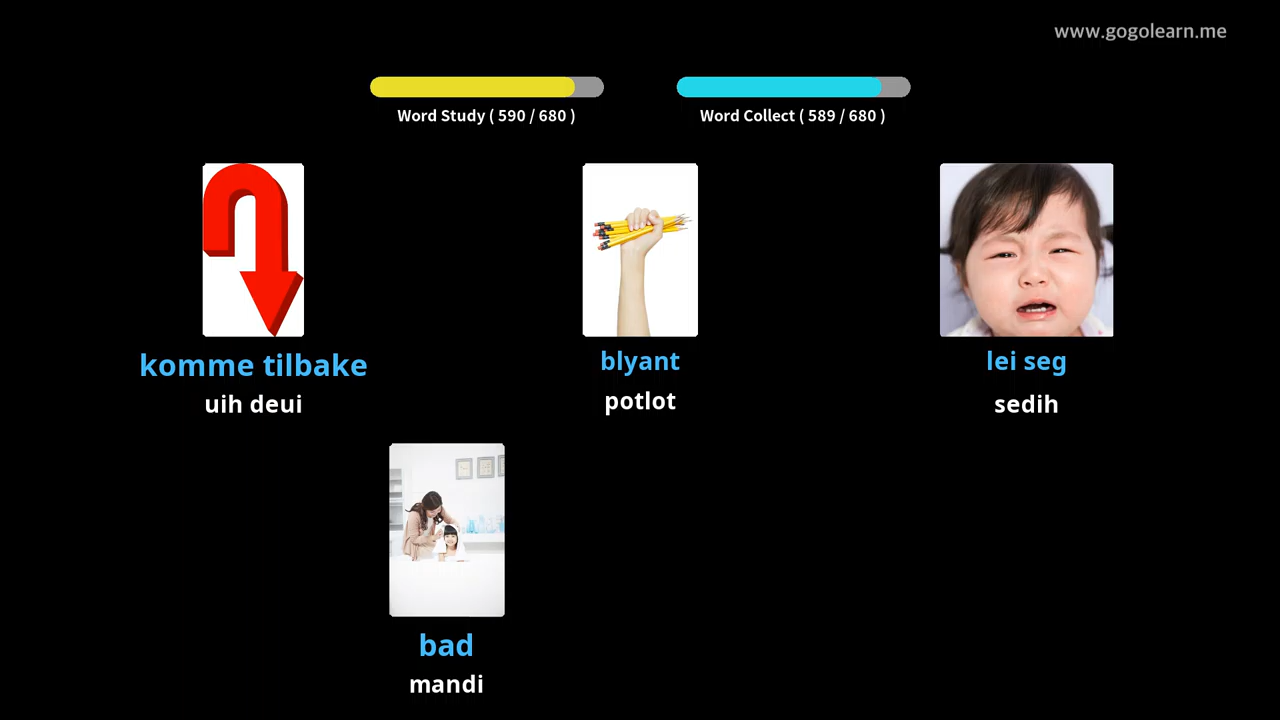 www.gogolearn.me
Word Study ( 590 / 680 )
Word Collect ( 589 / 680 )
komme tilbake
uih deui
blyant
potlot
lei seg
sedih
bad
mandi